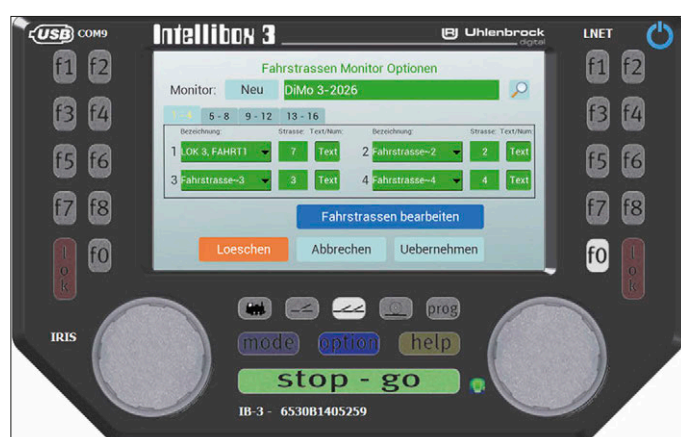 USB COM9
Intellibox 3
Uhlenbrock
digital
LNET
f1 f2
f3 f4
f5 f6
f7 f8
lok f0
IRIS
Fahrstrassen Monitor Optionen
Monitor: Neu DiMo 3-2026
1 - 4 5 - 8 9 - 12 13 - 16
Bezeichnung: Strasse: Text/Num: Bezeichnung: Strasse: Text/Num:
1 LOK 3, FAHRT1 7 Text 2 Fahrstrasse~2 2 Text
3 Fahrstrasse~3 3 Text 4 Fahrstrasse~4 4 Text
Fahrstrassen bearbeiten
Loeschen Abbrechen Uebernehmen
f1 f2
f3 f4
f5 f6
f7 f8
f0 lok
prog
mode option help
stop - go
IB-3 - 6530B1405259